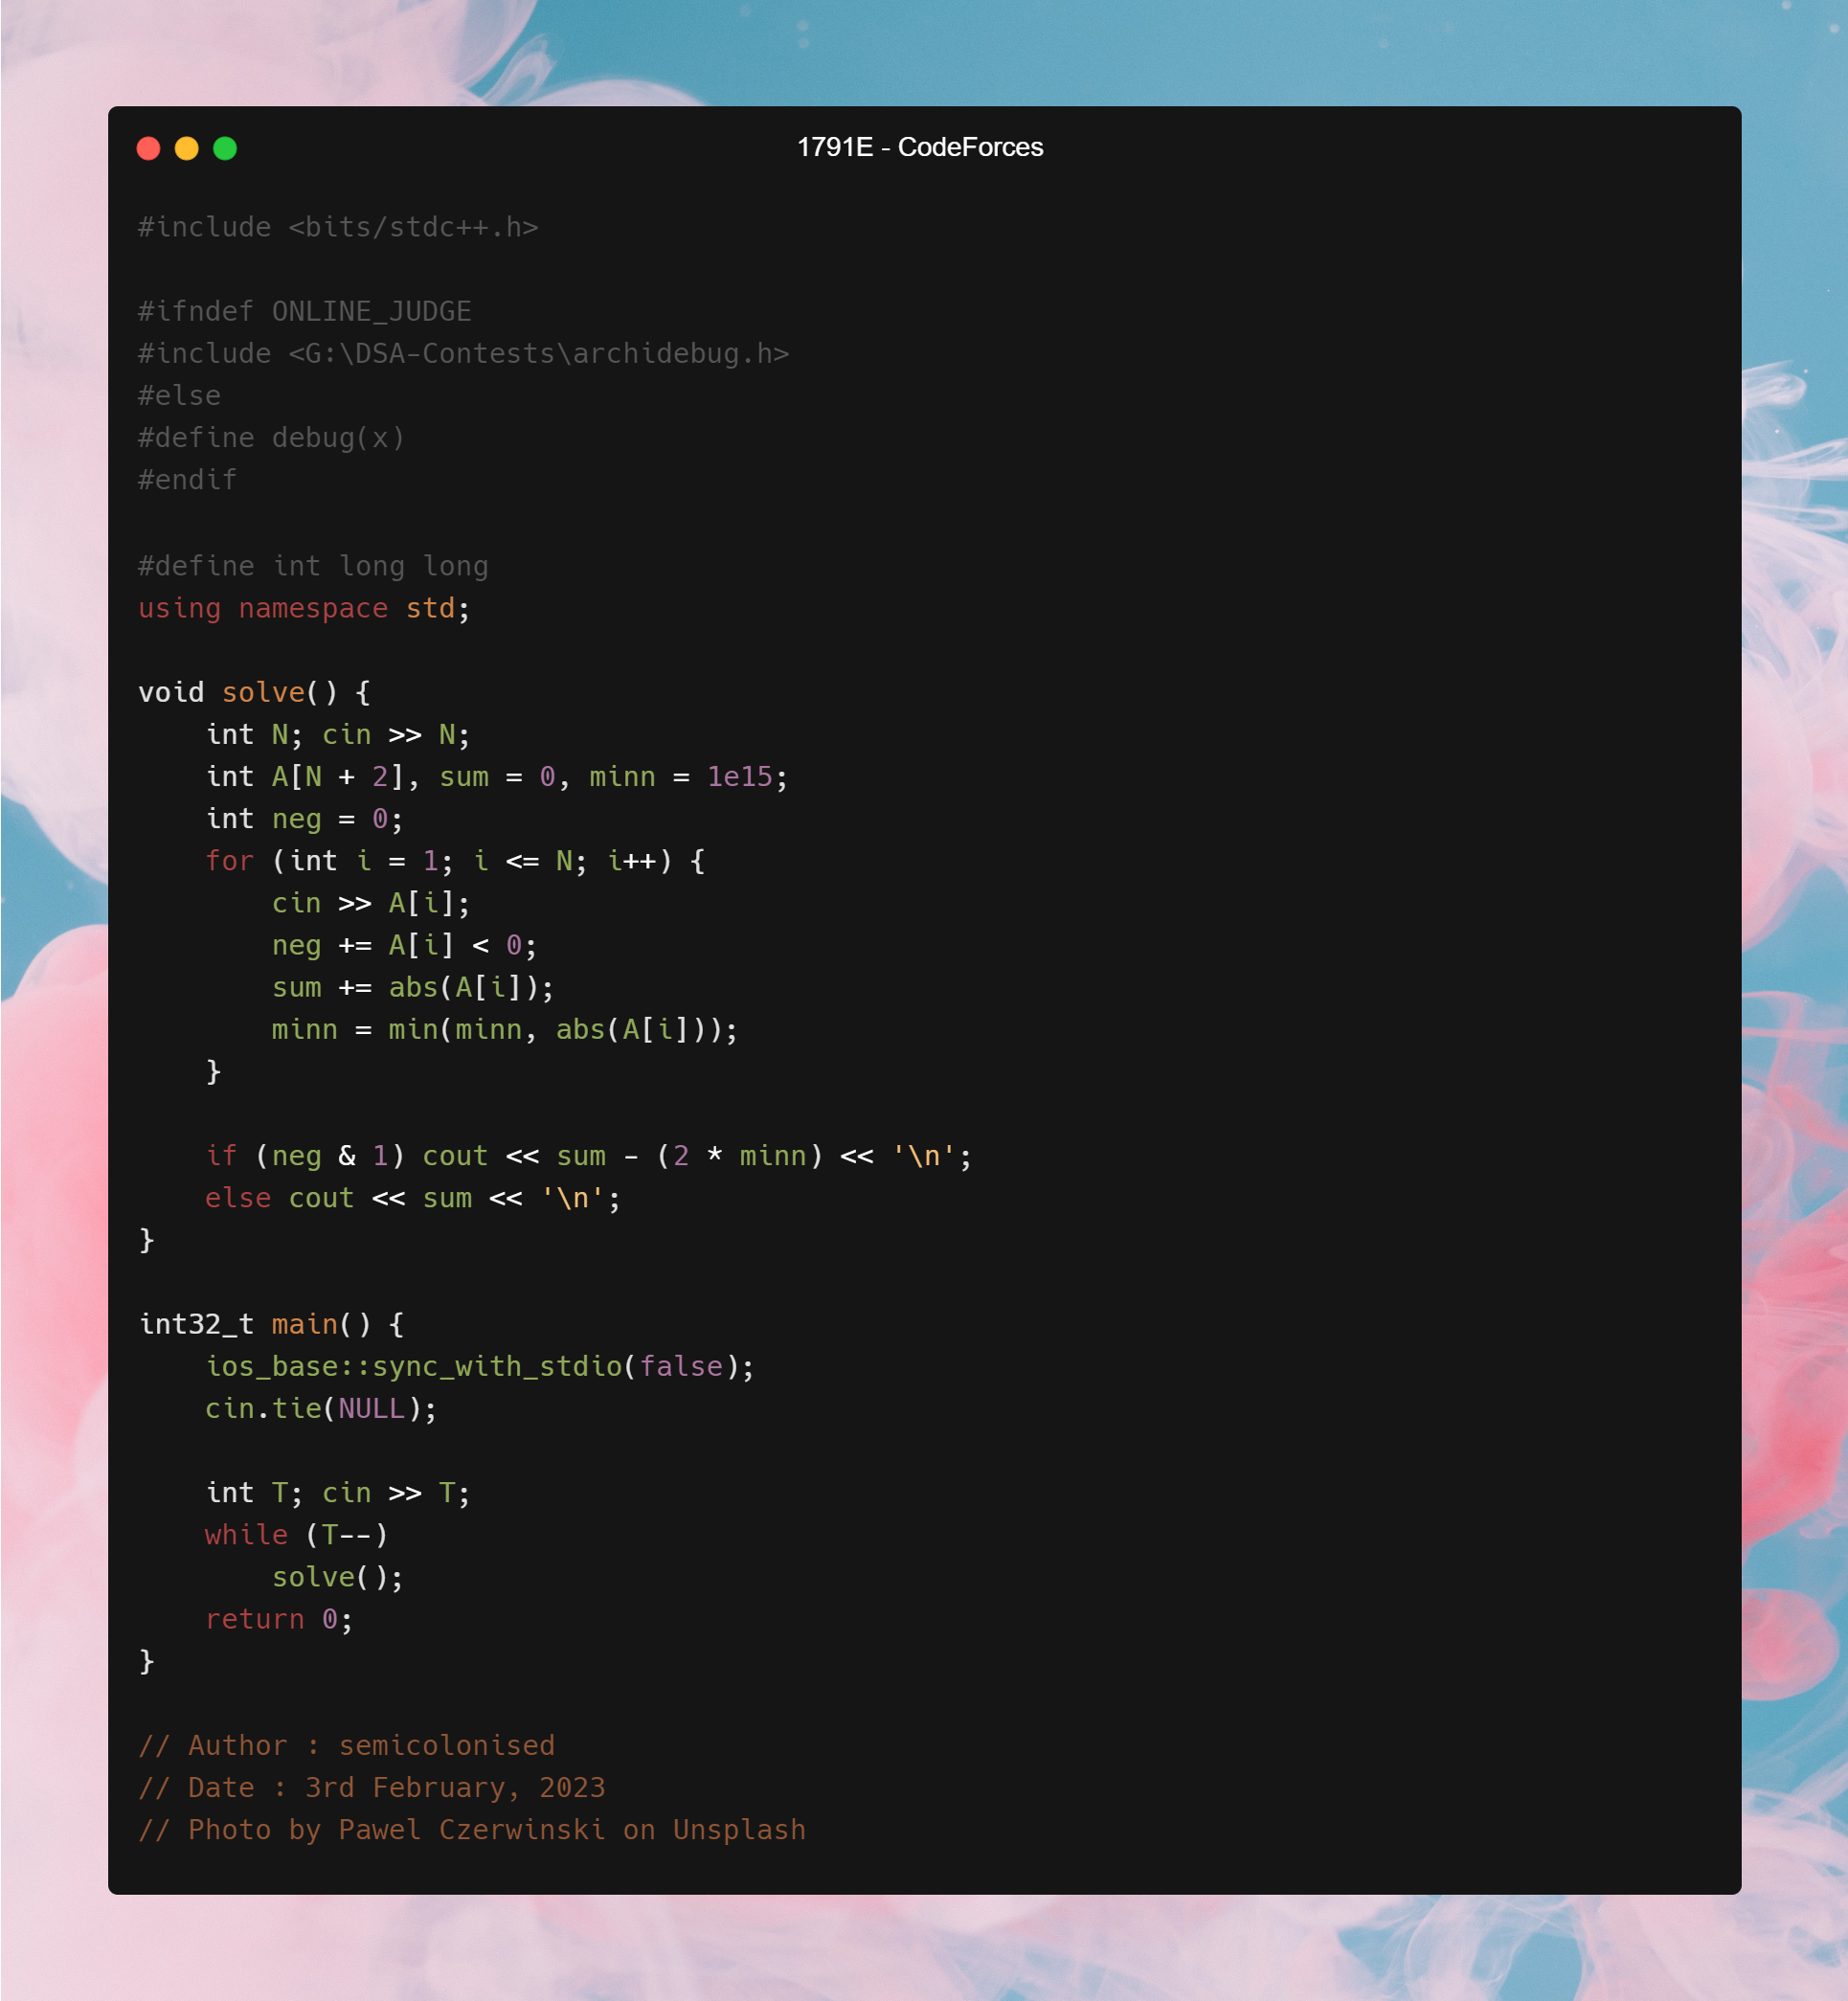 1791E - CodeForces
#include <bits/stdc++.h>
#ifndef ONLINE_JUDGE
#include <G:\DSA-Contests\archidebug.h>
#else
#define debug(x)
#endif
#define int long long
using namespace std;
void solve() {
    int N; cin >> N;
    int A[N + 2], sum = 0, minn = 1e15;
    int neg = 0;
    for (int i = 1; i <= N; i++) {
        cin >> A[i];
        neg += A[i] < 0;
        sum += abs(A[i]);
        minn = min(minn, abs(A[i]));
    }
    if (neg & 1) cout << sum - (2 * minn) << '\n';
    else cout << sum << '\n';
}
int32_t main() {
    ios_base::sync_with_stdio(false);
    cin.tie(NULL);
    int T; cin >> T;
    while (T--)
        solve();
    return 0;
}
// Author : semicolonised
// Date : 3rd February, 2023
// Photo by Pawel Czerwinski on Unsplash